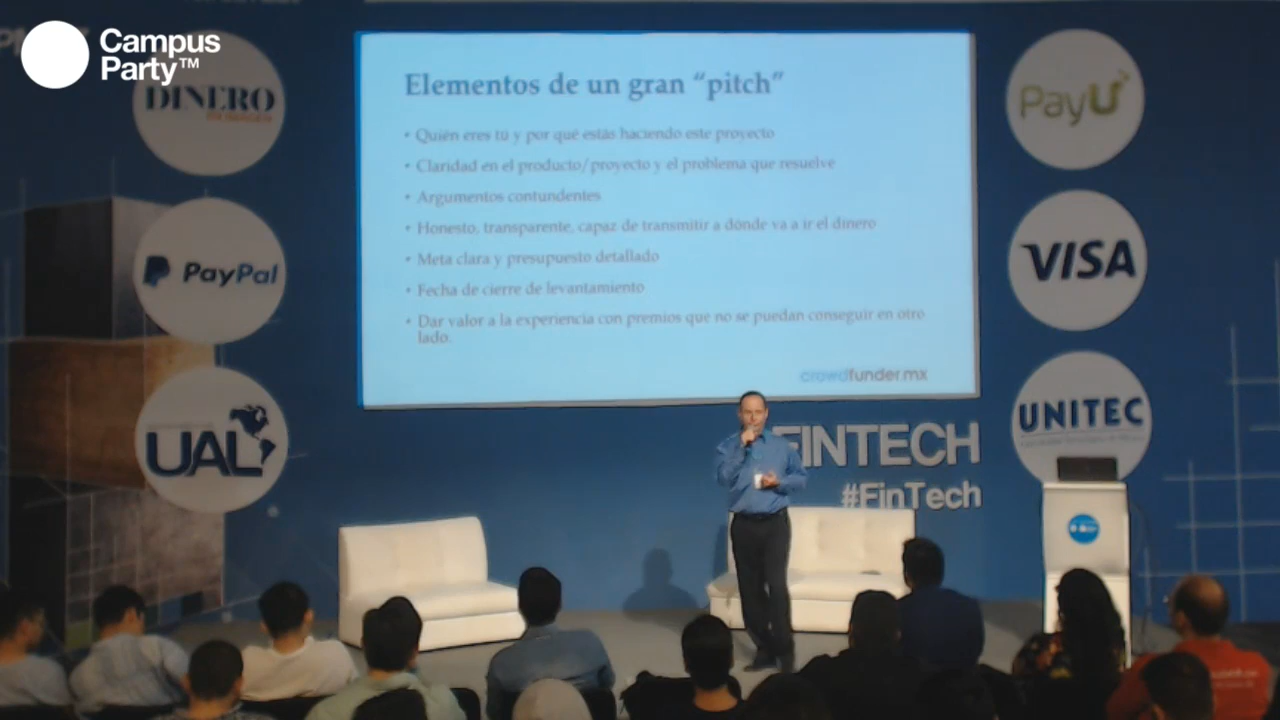 Campus
Party™
DINERO
EN IMAGEN
PayPal
UAL
Elementos de un gran “pitch”
• Quién eres tú y por qué estás haciendo este proyecto
• Claridad en el producto/proyecto y el problema que resuelve
• Argumentos contundentes
• Honesto, transparente, capaz de transmitir a dónde va a ir el dinero
• Meta clara y presupuesto detallado
• Fecha de cierre de levantamiento
• Dar valor a la experiencia con premios que no se puedan conseguir en otro
lado.
crowdfunder.mx
PayU
VISA
UNITEC
FINTECH
#FinTech